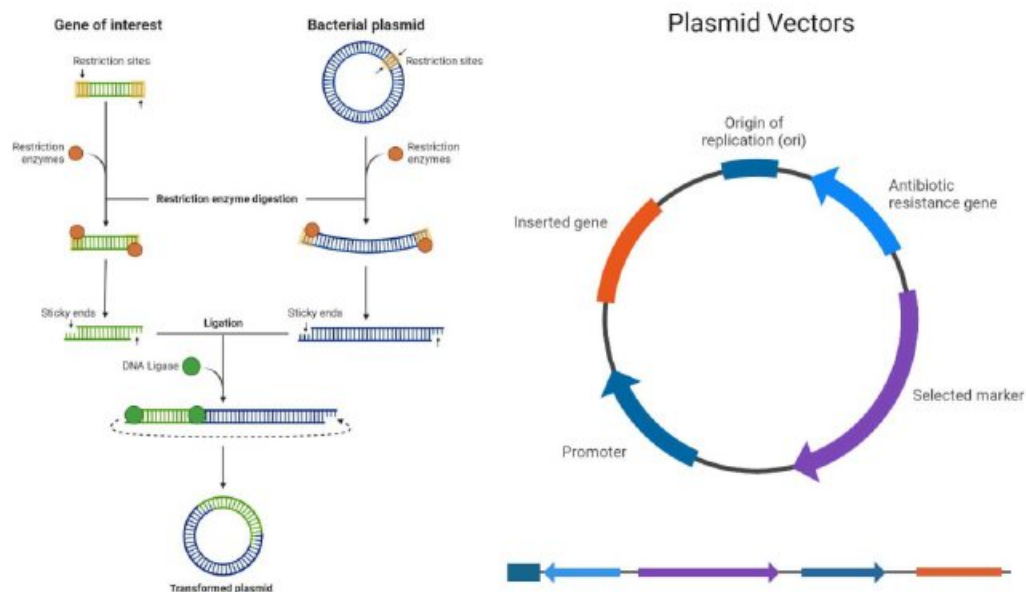 Gene of interest
Restriction sites
Restriction
enzymes
Bacterial plasmid
Restriction sites
Restriction
enzymes
Restriction enzyme digestion
Sticky ends
Sticky ends
Ligation
DNA Ligase
Transformed plasmid
Plasmid Vectors
Origin of
replication (ori)
Antibiotic
resistance gene
Inserted gene
Selected marker
Promoter